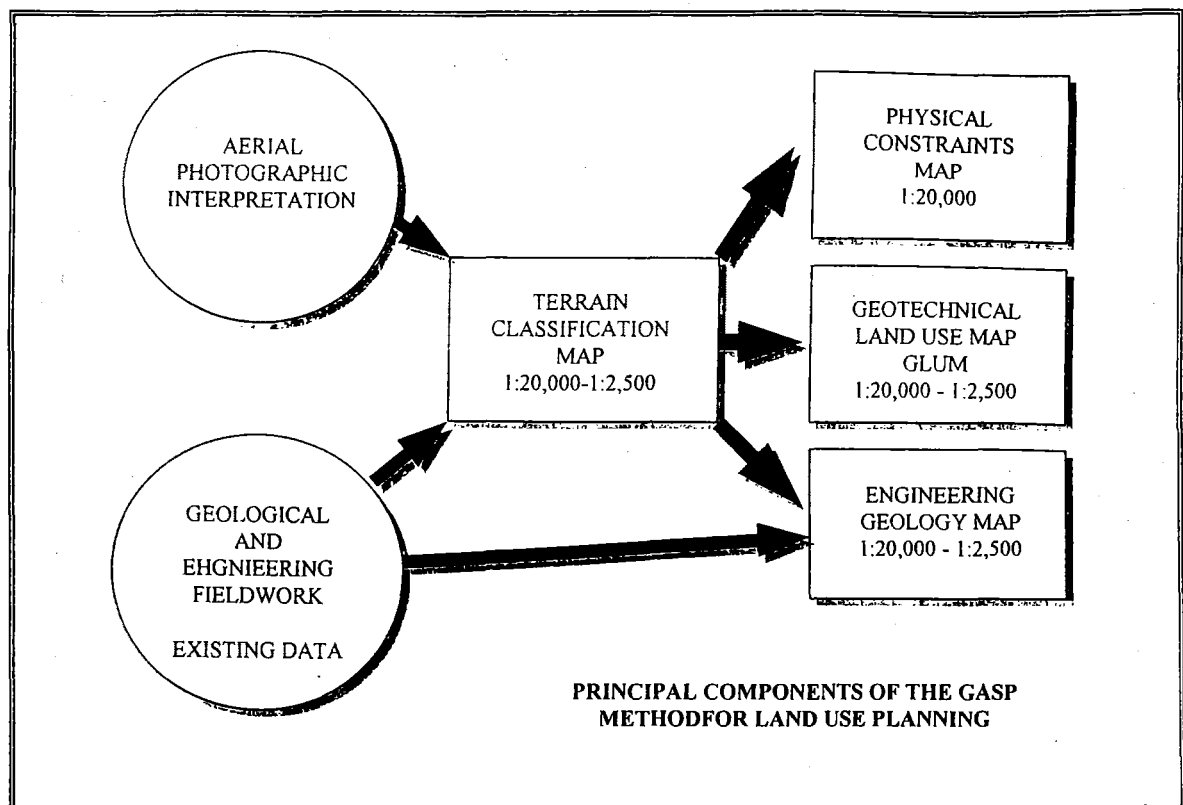 AERIAL
PHOTOGRAPHIC
INTERPRETATION
GEOLOGICAL
AND
EHGNIEERING
FIELDWORK
EXISTING DATA
TERRAIN
CLASSIFICATION
MAP
1:20,000-1:2,500
PHYSICAL
CONSTRAINTS
MAP
1:20,000
GEOTECHNICAL
LAND USE MAP
GLUM
1:20,000 - 1:2,500
ENGINEERING
GEOLOGY MAP
1:20,000 - 1:2,500
PRINCIPAL COMPONENTS OF THE GASP
METHODFOR LAND USE PLANNING